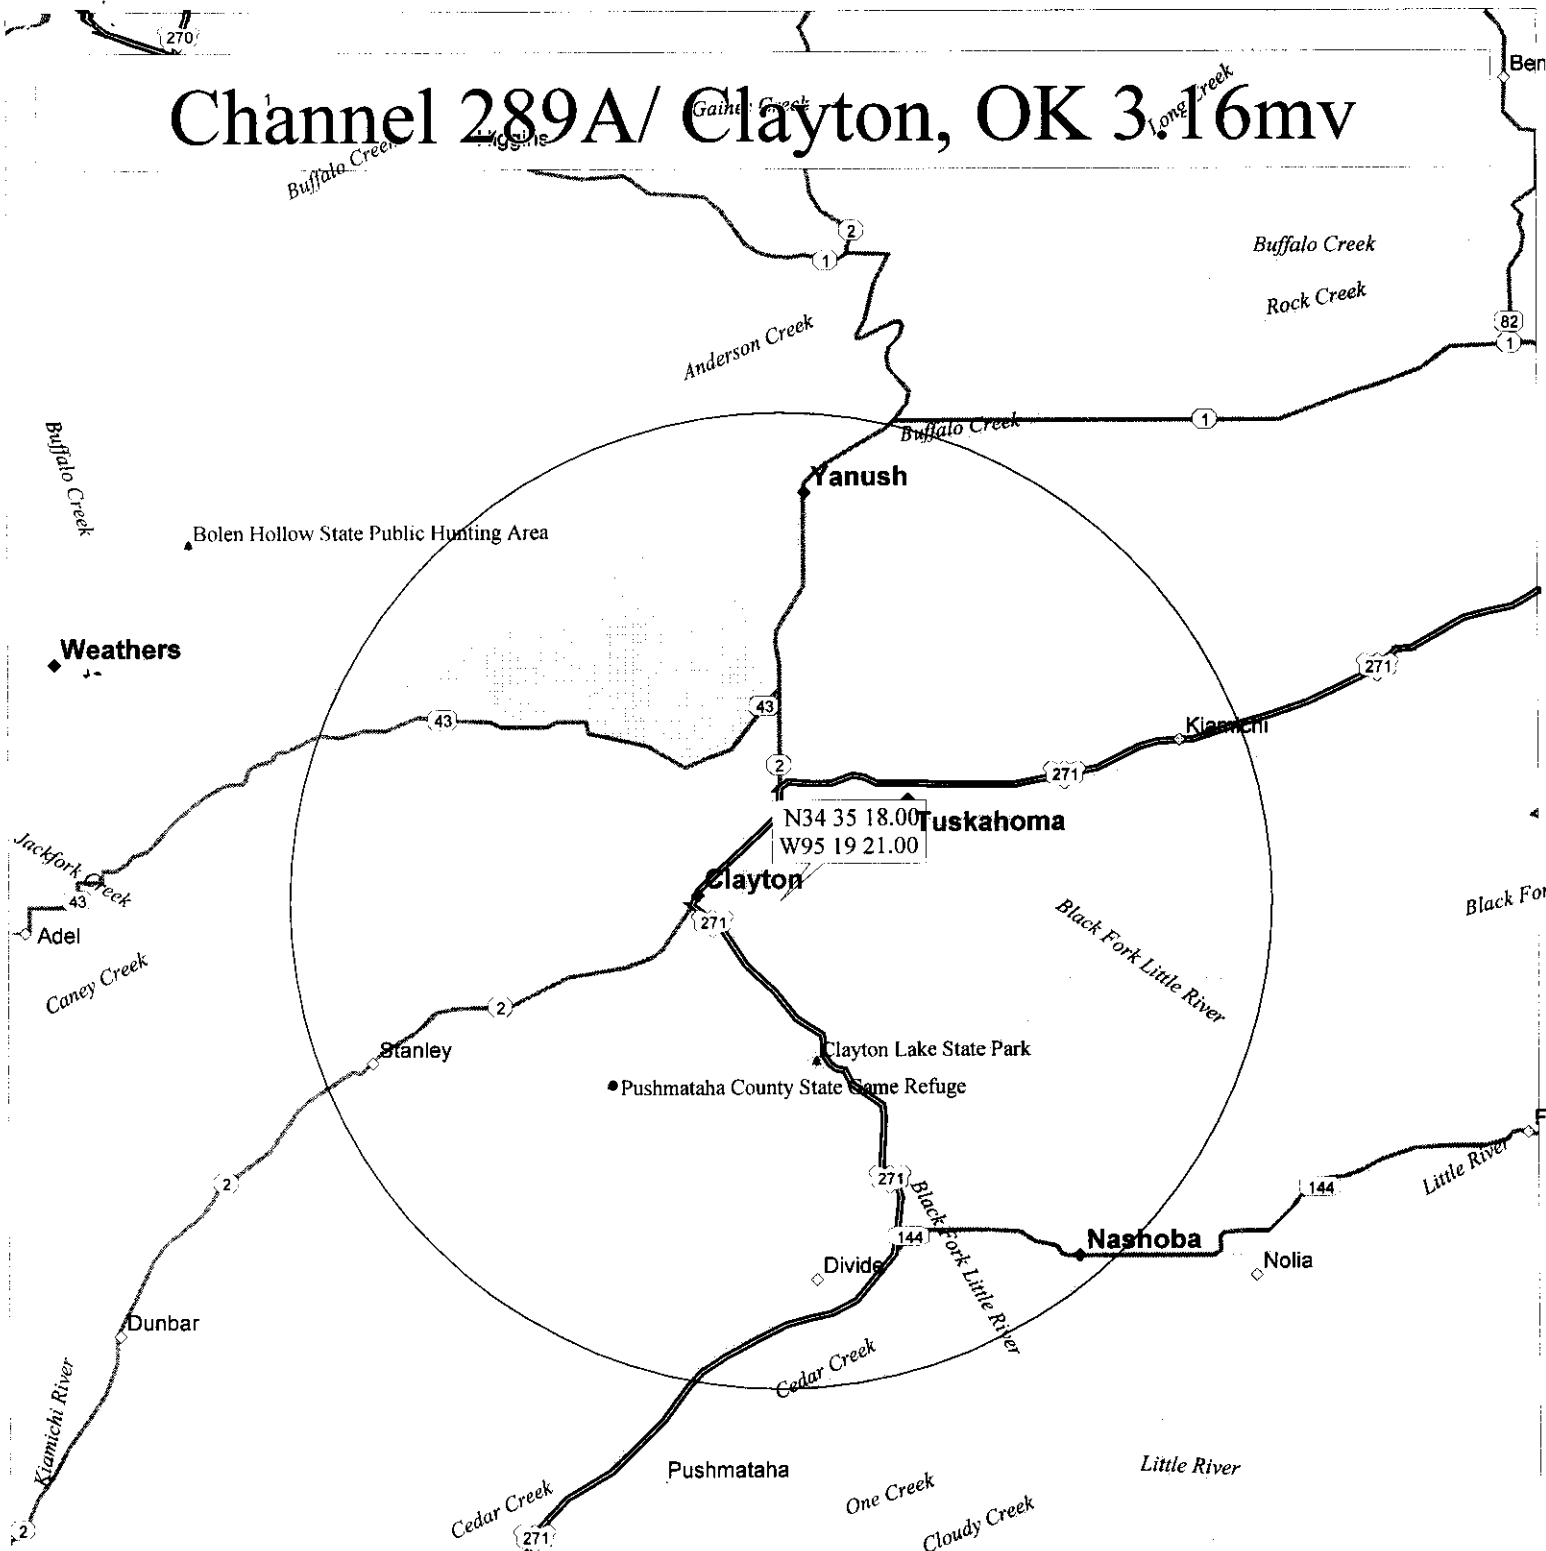 270
Ben
Channel 289A/ Clayton, OK 3.16mv
1
Gaines Creek
Long Creek
Higgins
Buffalo Creek
2
1
Buffalo Creek
Rock Creek
82
1
Anderson Creek
1
Buffalo Creek
Buffalo Creek
Yanush
Bolen Hollow State Public Hunting Area
Weathers
271
43
43
Kiamichi
2
271
N34 35 18.00
W95 19 21.00
Tuskahoma
Jackfork Creek
Clayton
43
Black For
271
Adel
Black Fork Little River
Caney Creek
2
Stanley
Clayton Lake State Park
Pushmataha County State Game Refuge
F
271
Little River
2
144
Black Fork Little River
144
Nashoba
Divide
Nolia
Dunbar
Cedar Creek
Kiamichi River
Pushmataha
Little River
One Creek
Cedar Creek
Cloudy Creek
2
271